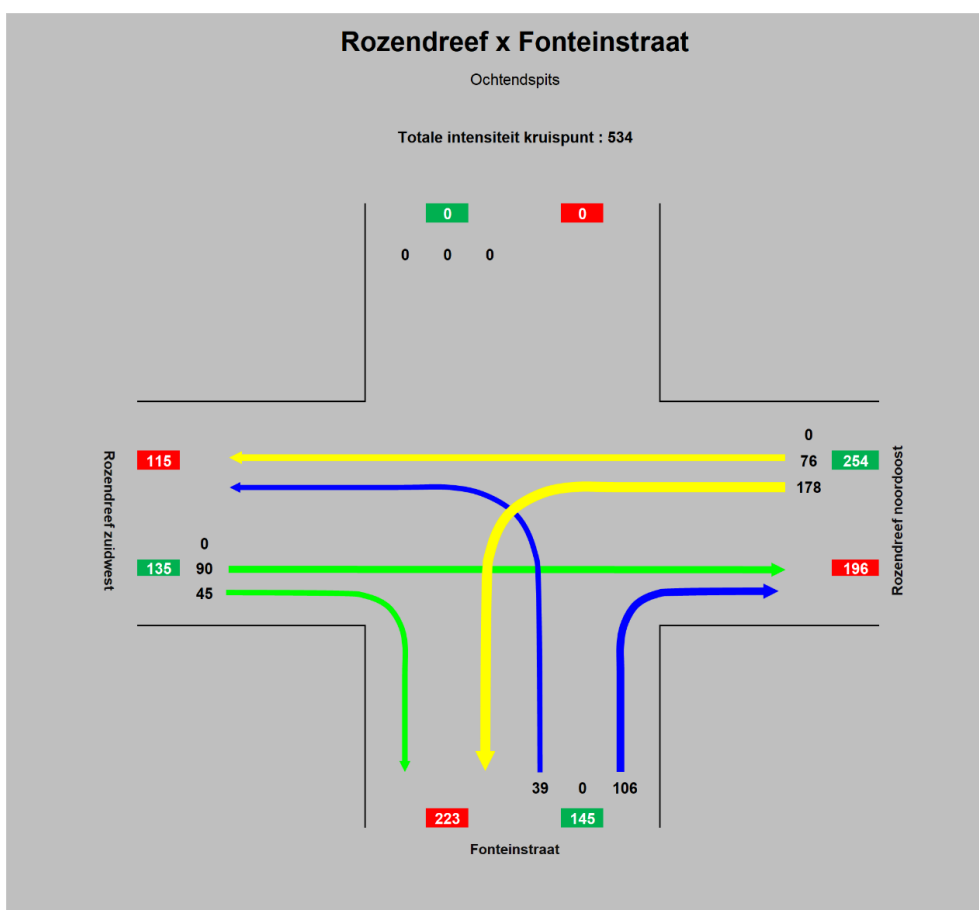 Rozendreef x Fonteinstraat
Ochtendspits
Totale intensiteit kruispunt : 534
0 0
0 0 0
0
115 76 254
178
Rozendreef zuidwest
Rozendreef noordoost
0
135 90 196
45
39 0 106
223 145
Fonteinstraat